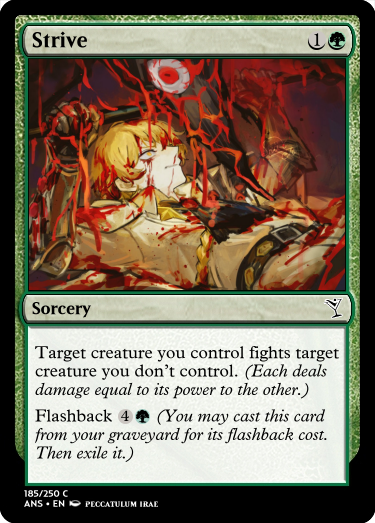 Strive 1
Sorcery
Target creature you control fights target
creature you don't control. (Each deals
damage equal to its power to the other.)
Flashback 4 (You may cast this card
from your graveyard for its flashback cost.
Then exile it.)
185/250 C
ANS • EN PECCATULUM IRAE